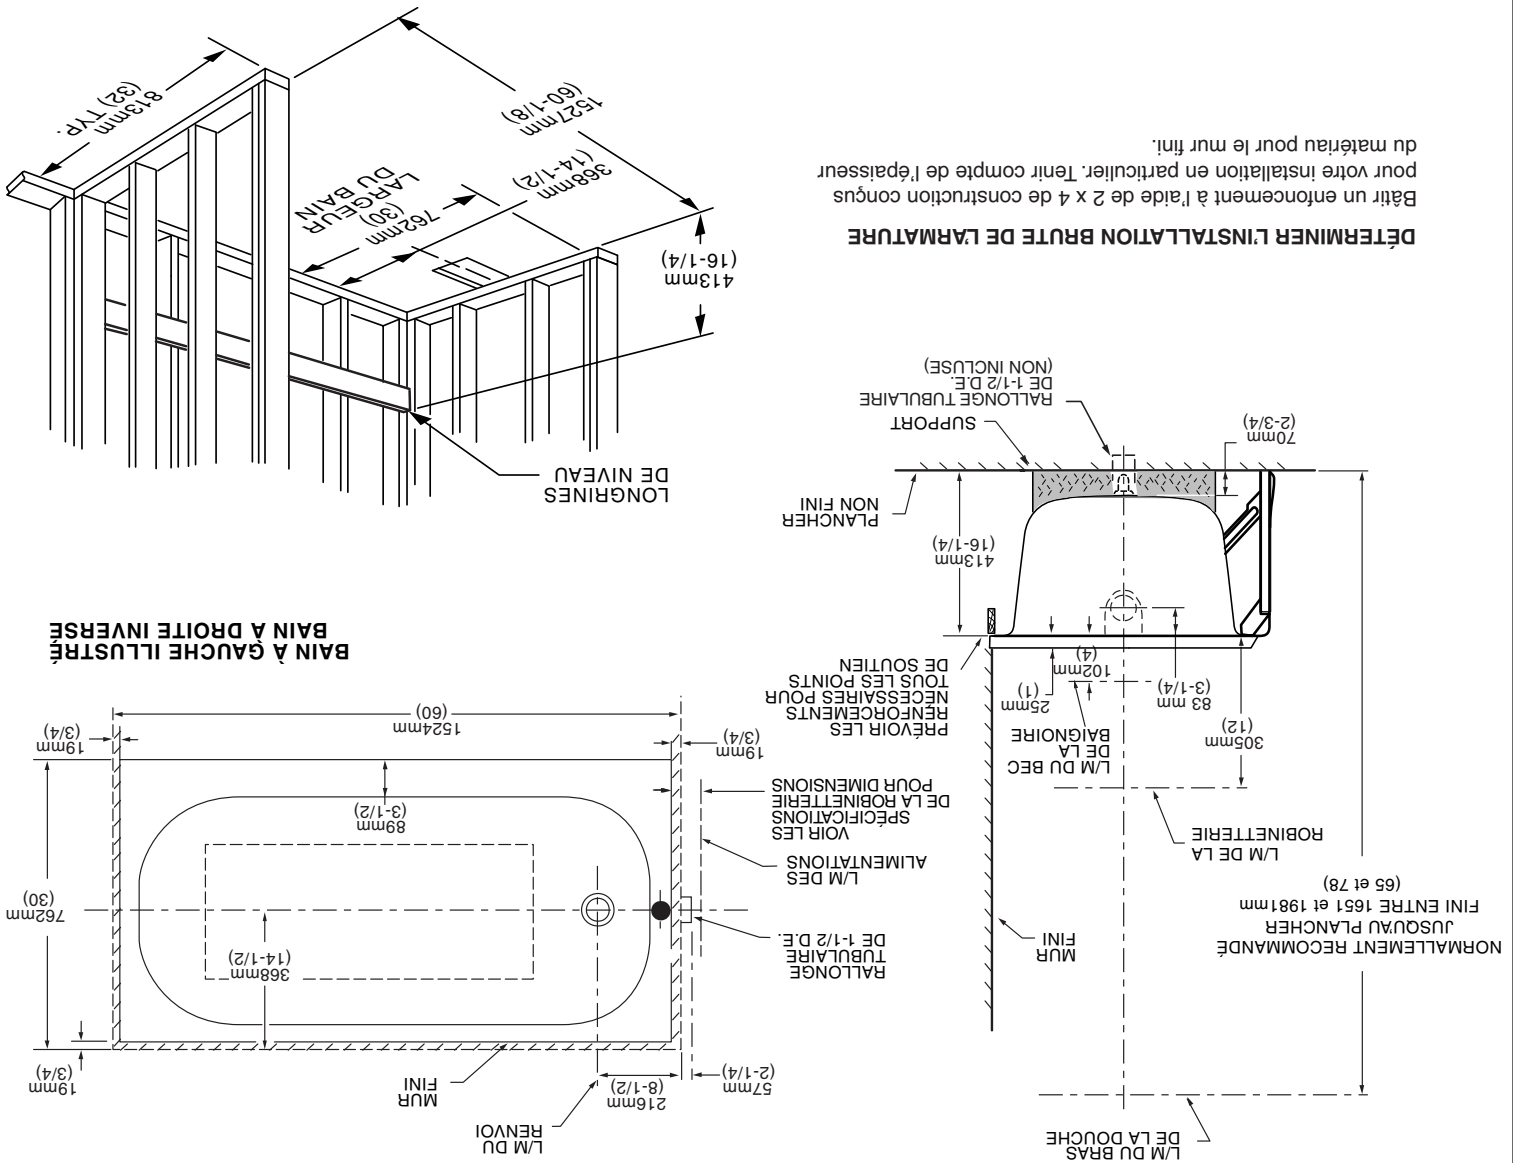 DÉTERMINER L'INSTALLATION BRUTE DE L'ARMATURE
Bâtir un enfoncement à l'aide de 2 x 4 de construction conçus
pour votre installation en particulier. Tenir compte de l'épaisseur
du matériau pour le mur fini.
L/M DU BRAS
DE LA DOUCHE
NORMALLEMENT RECOMMANDÉ
JUSQU'AU PLANCHER
FINI ENTRE 1651 et 1981mm
(65 et 78)
MUR
FINI
L/M DE LA
ROBINETTERIE
305mm
(12)
L/M DU BEC
DE LA
BAIGNOIRE
83 mm
(3-1/4)
102mm
(4)
25mm
(1)
PRÉVOIR LES
RENFORCEMENTS
NÉCESSAIRES POUR
TOUS LES POINTS
DE SOUTIEN
413mm
(16-1/4)
PLANCHER
NON FINI
70mm
(2-3/4)
SUPPORT
RALLONGE TUBULAIRE
DE 1-1/2 D.E.
(NON INCLUSE)
L/M DU
RENVOI
57mm
(2-1/4)
216mm
(8-1/2)
MUR
FINI
19mm
(3/4)
RALLONGE
TUBULAIRE
DE 1-1/2 D.E.
368mm
(14-1/2)
762mm
(30)
L/M DES
ALIMENTATIONS
VOIR LES
SPÉCIFICATIONS
DE LA ROBINETTERIE
POUR DIMENSIONS
89mm
(3-1/2)
19mm
(3/4)
1524mm
(60)
19mm
(3/4)
BAIN À GAUCHE ILLUSTRÉ
BAIN À DROITE INVERSE
LONGRINES
DE NIVEAU
413mm
(16-1/4)
762mm
(30)
LARGEUR
DU BAIN
368mm
(14-1/2)
1527mm
(60-1/8)
813mm
(32) TYP.